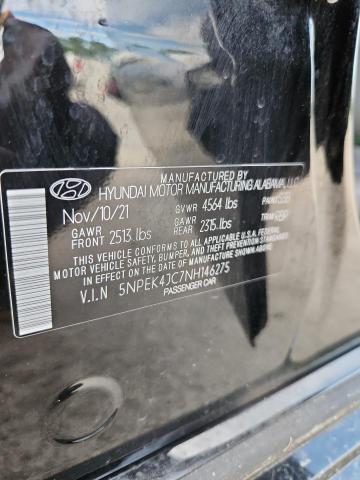 MANUFACTURED BY
HYUNDAI MOTOR MANUFACTURING ALABAMA, LLC
Nov/10/21 GVWR 4564 lbs PAINT
GAWR FRONT 2513 lbs GAWR REAR 2315 lbs TRIM
THIS VEHICLE CONFORMS TO ALL APPLICABLE U.S.A. FEDERAL
MOTOR VEHICLE SAFETY, BUMPER, AND THEFT PREVENTION
STANDARDS IN EFFECT ON THE DATE OF MANUFACTURE SHOWN ABOVE.
V.I.N 5NPEK4JC7NH146275
PASSENGER CAR